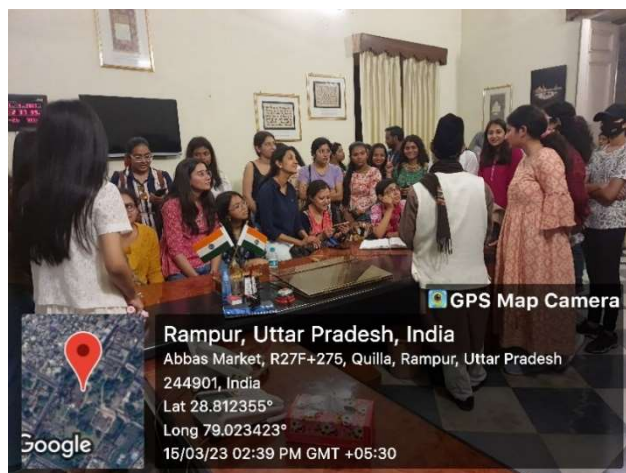 GPS Map Camera
Rampur, Uttar Pradesh, India
Abbas Market, R27F+275, Quilla, Rampur, Uttar Pradesh
244901, India
Lat 28.812355°
Long 79.023423°
15/03/23 02:39 PM GMT +05:30
Google